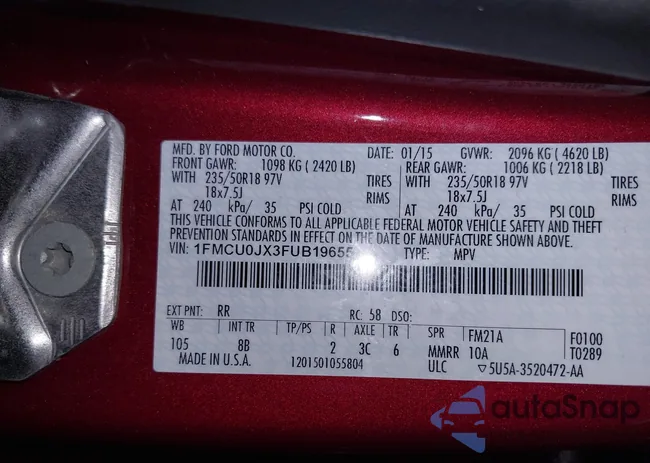 MFD. BY FORD MOTOR CO. DATE: 01/15 GVWR: 2096 KG ( 4620 LB)
FRONT GAWR: 1098 KG ( 2420 LB) REAR GAWR: 1006 KG ( 2218 LB)
WITH 235/50R18 97V TIRES WITH 235/50R18 97V TIRES
18x7.5J RIMS 18x7.5J RIMS
AT 240 kPa/ 35 PSI COLD AT 240 kPa/ 35 PSI COLD
THIS VEHICLE CONFORMS TO ALL APPLICABLE FEDERAL MOTOR VEHICLE SAFETY AND THEFT
PREVENTION STANDARDS IN EFFECT ON THE DATE OF MANUFACTURE SHOWN ABOVE.
VIN: 1FMCU0JX3FUB19655 TYPE: MPV
EXT PNT: RR RC: 58 DSO:
WB INT TR TP/PS R AXLE TR SPR FM21A F0100
105 8B 2 3C 6 MMRR 10A T0289
MADE IN U.S.A. 1201501055804 ULC ▽5U5A-3520472-AA
autoSnap